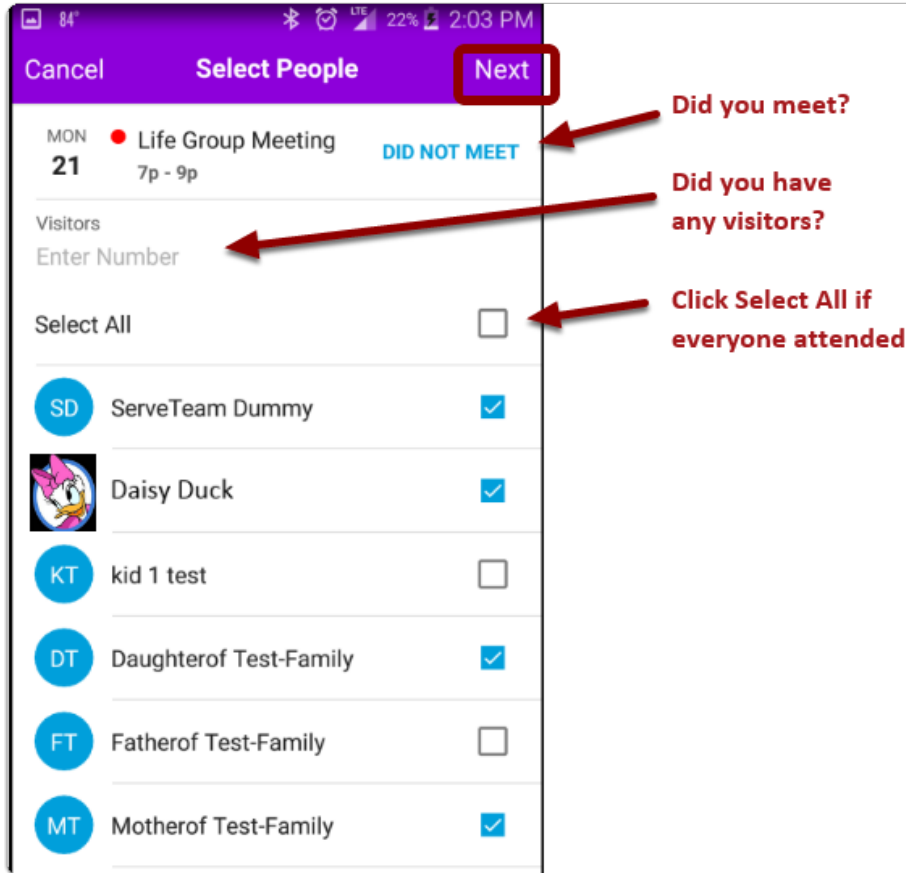 84° LTE 22% 2:03 PM
Cancel Select People Next
Did you meet?
MON Life Group Meeting DID NOT MEET
21 7p - 9p
Did you have
any visitors?
Visitors
Enter Number
Click Select All if
everyone attended
Select All
SD ServeTeam Dummy
Daisy Duck
KT kid 1 test
DT Daughterof Test-Family
FT Fatherof Test-Family
MT Motherof Test-Family